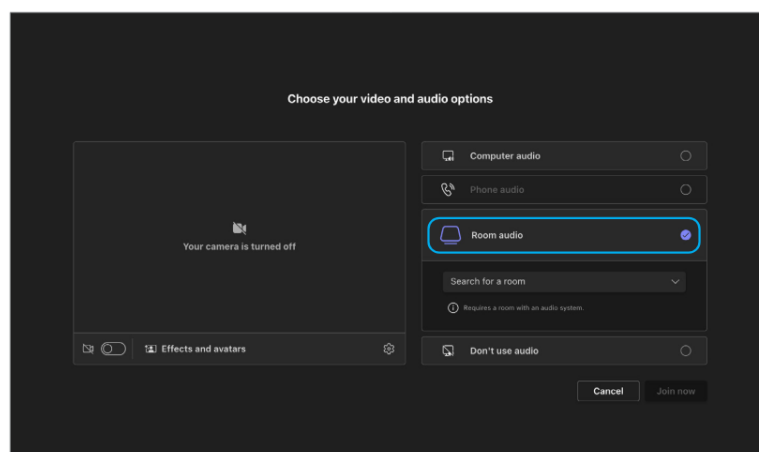 Choose your video and audio options
Your camera is turned off
Effects and avatars
Computer audio
Phone audio
Room audio
Search for a room
Requires a room with an audio system.
Don't use audio
Cancel
Join now